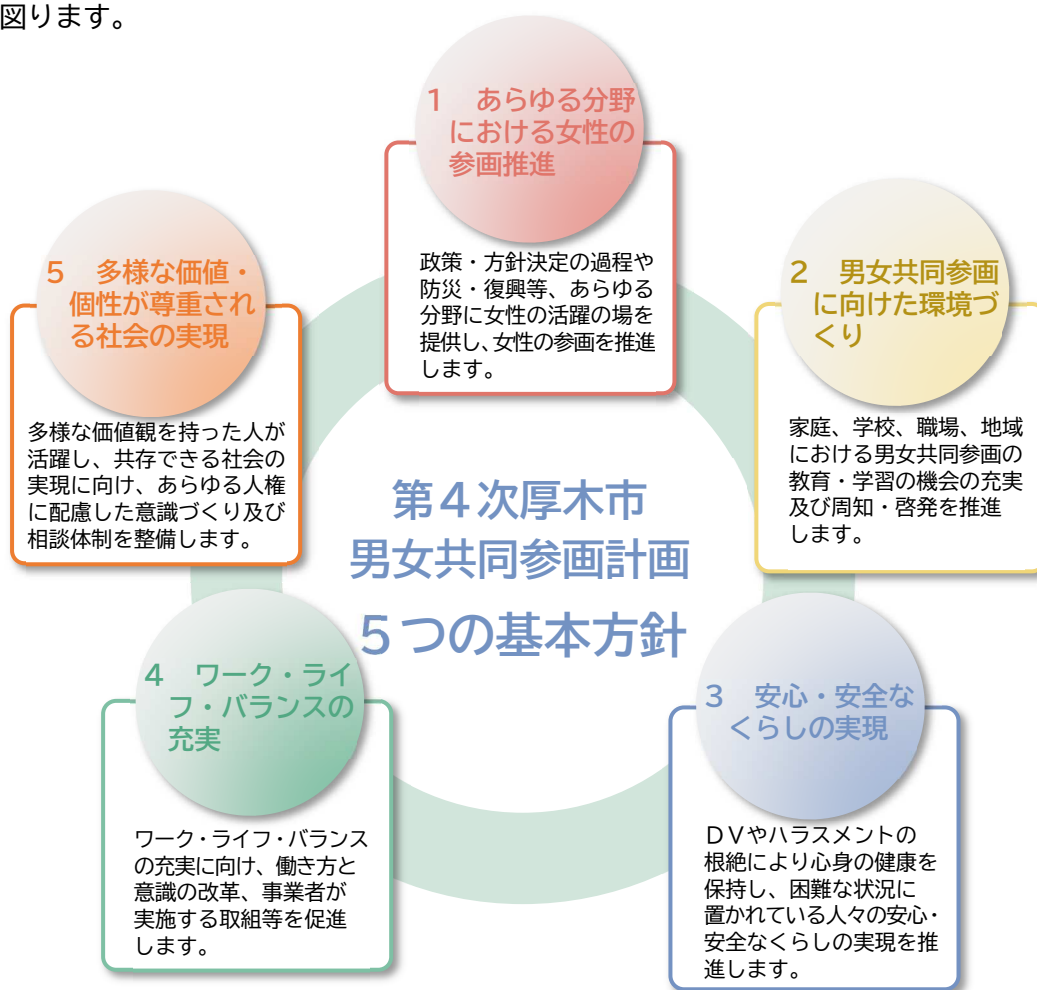 図ります。
1　あらゆる分野
における女性の
参画推進
政策・方針決定の過程や
防災・復興等、あらゆる
分野に女性の活躍の場を
提供し、女性の参画を推進
します。
2　男女共同参画
に向けた環境づ
くり
家庭、学校、職場、地域
における男女共同参画の
教育・学習の機会の充実
及び周知・啓発を推進
します。
3　安心・安全な
くらしの実現
ＤＶやハラスメントの
根絶により心身の健康を
保持し、困難な状況に
置かれている人々の安心・
安全なくらしの実現を推
進します。
4　ワーク・ライ
フ・バランスの
充実
ワーク・ライフ・バランス
の充実に向け、働き方と
意識の改革、事業者が
実施する取組等を促進
します。
5　多様な価値・
個性が尊重され
る社会の実現
多様な価値観を持った人が
活躍し、共存できる社会の
実現に向け、あらゆる人権
に配慮した意識づくり及び
相談体制を整備します。
第４次厚木市
男女共同参画計画
５つの基本方針